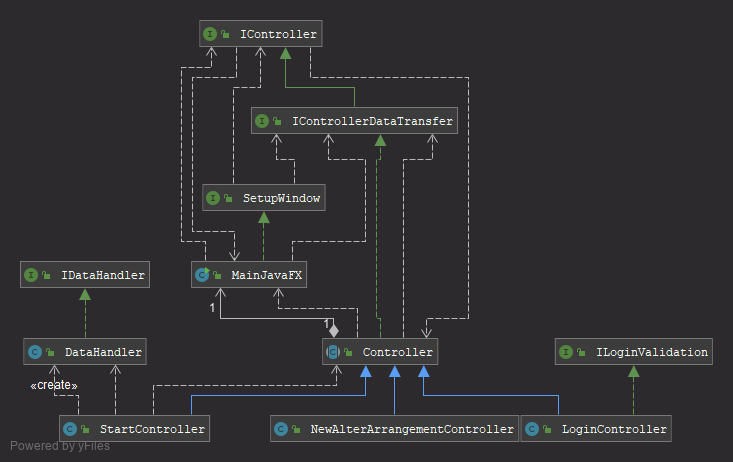 I IController
I IControllerDataTransfer
I SetupWindow
I IDataHandler
C MainJavaFX
1
1
C DataHandler
C Controller
I ILoginValidation
«create»
C StartController
C NewAlterArrangementController
C LoginController
Powered by yFiles